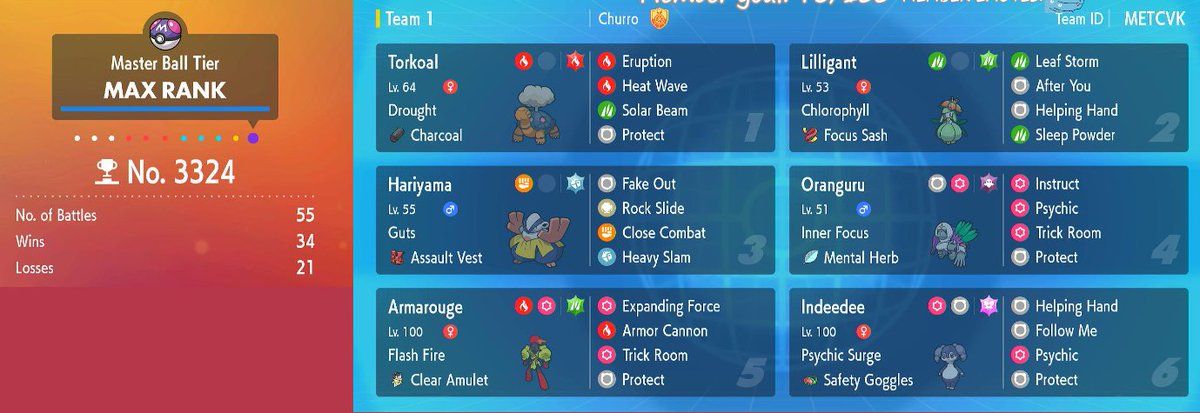 Master Ball Tier
MAX RANK
No. 3324
No. of Battles 55
Wins 34
Losses 21
Team 1 Churro Team ID METCVK
Torkoal
Lv. 64
Drought
Charcoal
Eruption
Heat Wave
Solar Beam
Protect
1
Lilligant
Lv. 53
Chlorophyll
Focus Sash
Leaf Storm
After You
Helping Hand
Sleep Powder
2
Hariyama
Lv. 55
Guts
Assault Vest
Fake Out
Rock Slide
Close Combat
Heavy Slam
3
Oranguru
Lv. 51
Inner Focus
Mental Herb
Instruct
Psychic
Trick Room
Protect
4
Armarouge
Lv. 100
Flash Fire
Clear Amulet
Expanding Force
Armor Cannon
Trick Room
Protect
5
Indeedee
Lv. 100
Psychic Surge
Safety Goggles
Helping Hand
Follow Me
Psychic
Protect
6